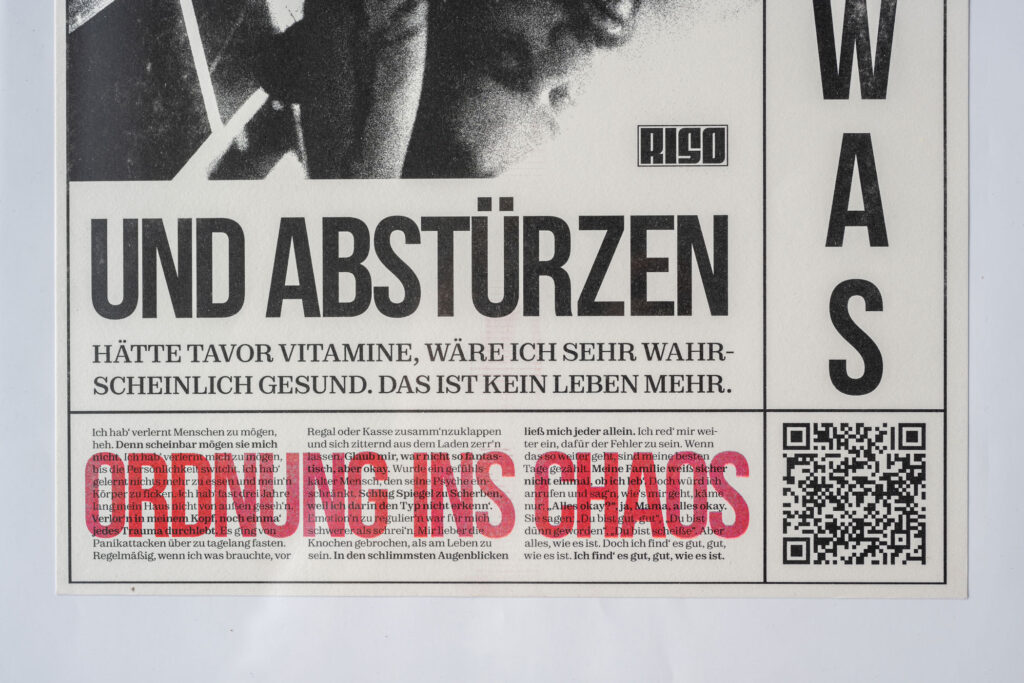 W
A
S
RISO
UND ABSTÜRZEN
HÄTTE TAVOR VITAMINE, WÄRE ICH SEHR WAHR-
SCHEINLICH GESUND. DAS IST KEIN LEBEN MEHR.
Ich hab' verlernt Menschen zu mögen,
heh. Denn scheinbar mögen sie mich
nicht. Ich hab' verlernt mich zu mögen,
bis die Persönlichkeit switcht. Ich hab'
gelernt nichts mehr zu essen, um mein'n
Körper zu ficken. Ich hab' fast ein Jahre
lang mein Haus nicht von außen geseh'n.
Verlor'n in meinem Kopf, noch einma'
jedes Trauma durchlebt. Es ging von
Panikattacken über zu tagelang fasten.
Regelmäßig, wenn ich was brauchte, vor
Regal oder Kasse zusamm'nzuklappen
und sich zitternd aus dem Laden zerr'n
lassen. Glaub mir, war nicht so fantas-
tisch, aber okay. Wurde ein gefühls-
kalter Mensch, den seine Psyche ein-
schränkt. Schlug Spiegel zu Scherben,
weil ich darin den Typ nicht erkenn'.
Emotion'n zu regulier'n war für mich
als schrei'n. Mir lieber die
Knochen gebrochen, als am Leben zu
sein. In den schlimmsten Augenblicken
ließ mich jeder allein. Ich red' mir wei-
ter ein, dafür der Fehler zu sein. Wenn
das so weiter geht, sind meine besten
Tage gezählt. Meine Familie weiß sicher
nicht einmal, ob ich leb'. Doch würd'n sie
anrufen und frag'n, wie's mir geht, käme
nur: „Alles okay?“, ja, Mama, alles okay.
Sie sagen: „Du bist gut so“, „Du bist
dünn geworden“, „Du bist scheiße“. Aber
alles, wie es ist. Doch ich find' es gut, gut,
wie es ist. Ich find' es gut, gut, wie es ist.
ORDNUNG INS CHAOS